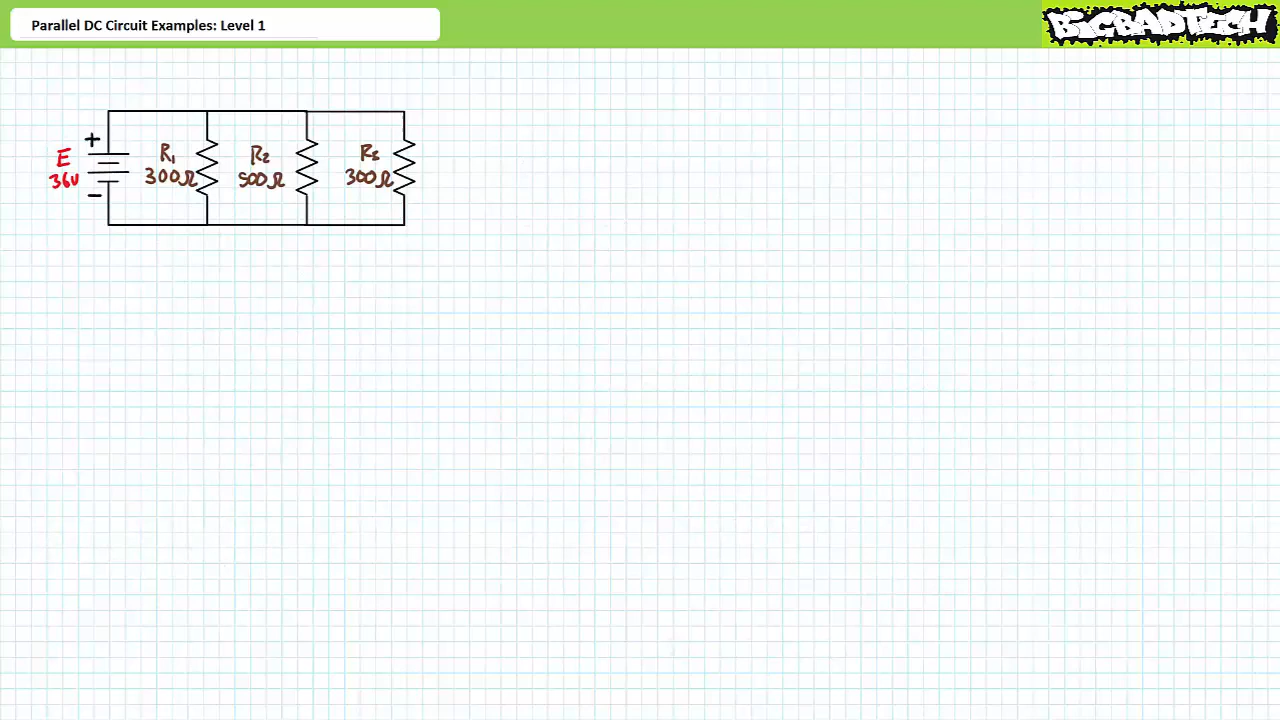 Parallel DC Circuit Examples: Level 1
BIGBADTECH
+
E
36V
−
R1
300Ω
R2
500Ω
R3
300Ω